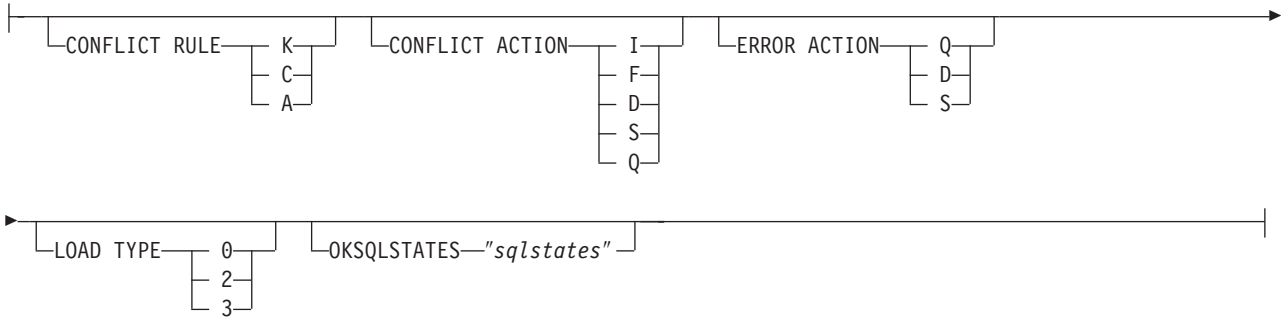 CONFLICT RULE K CONFLICT ACTION I ERROR ACTION Q
C F D
A D S
S
Q
LOAD TYPE 0 OKSQLSTATES "sqlstates"
2
3